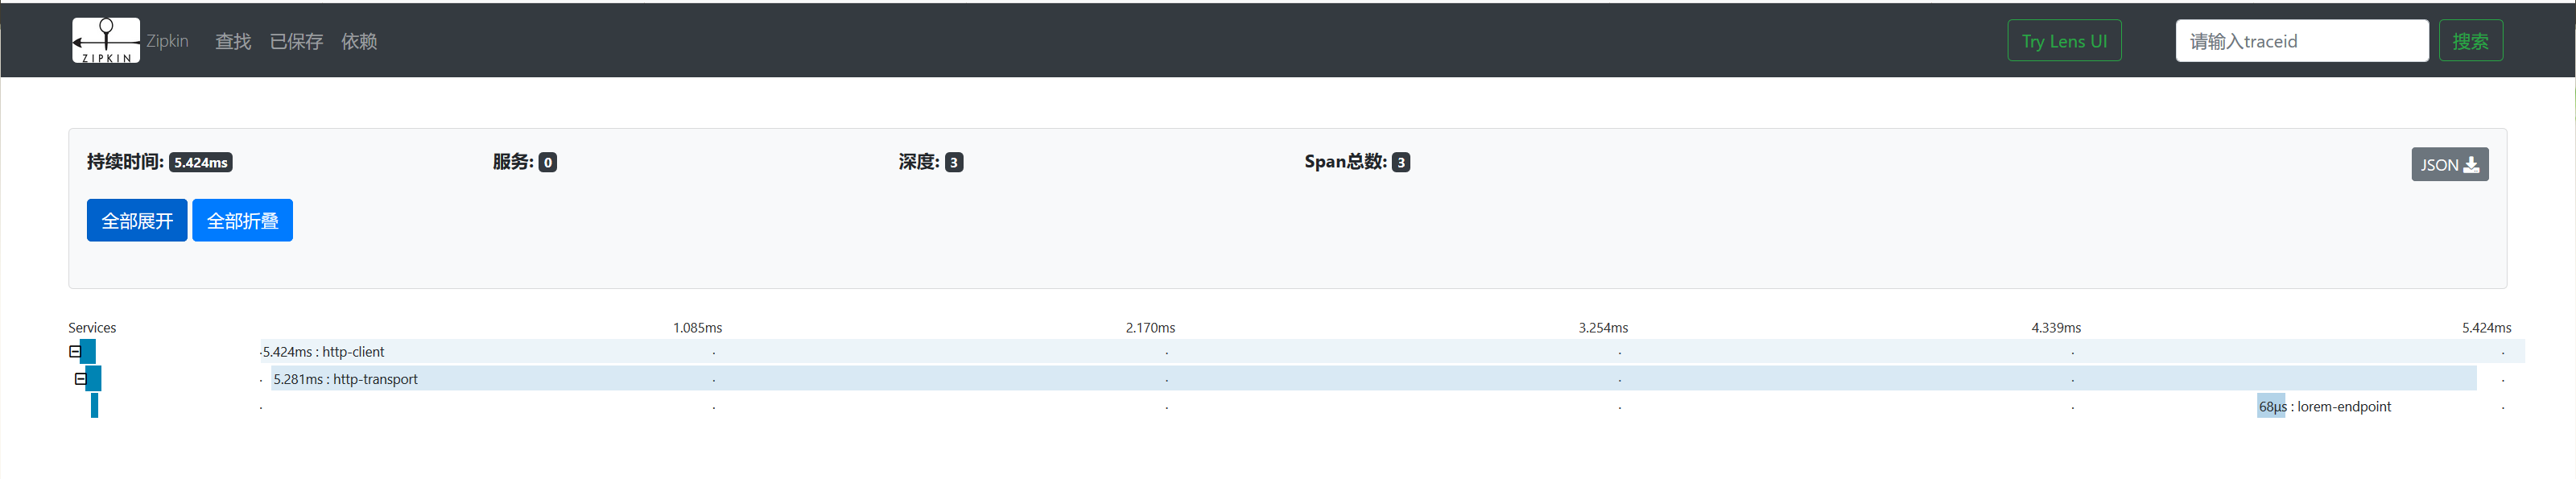 ZIPKIN Zipkin 查找 已保存 依赖 Try Lens UI 请输入traceid 搜索
持续时间: 5.424ms 服务: 0 深度: 3 Span总数: 3 JSON
全部展开 全部折叠
Services 1.085ms 2.170ms 3.254ms 4.339ms 5.424ms
5.424ms : http-client
5.281ms : http-transport
68μs : lorem-endpoint